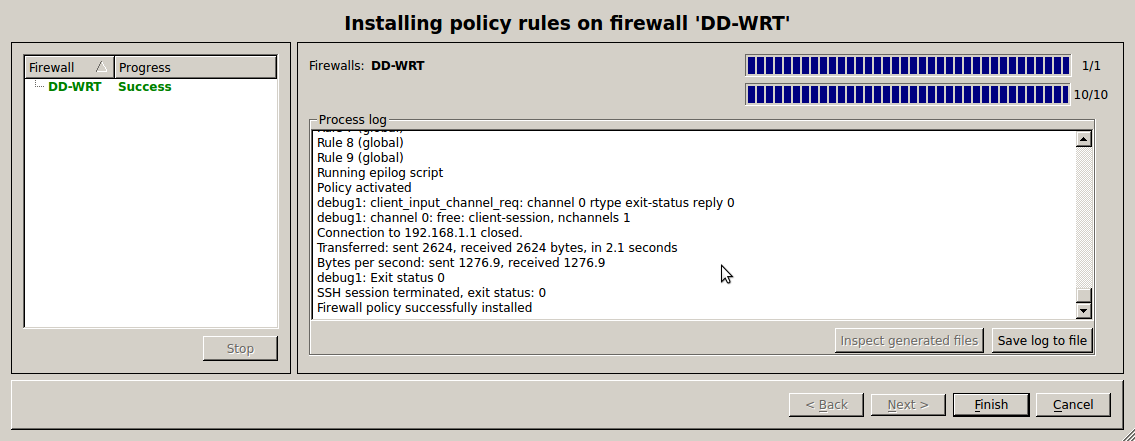 Installing policy rules on firewall 'DD-WRT'
Firewall Progress
DD-WRT Success
Stop
Firewalls: DD-WRT
1/1
10/10
Process log
Rule 8 (global)
Rule 9 (global)
Running epilog script
Policy activated
debug1: client_input_channel_req: channel 0 rtype exit-status reply 0
debug1: channel 0: free: client-session, nchannels 1
Connection to 192.168.1.1 closed.
Transferred: sent 2624, received 2624 bytes, in 2.1 seconds
Bytes per second: sent 1276.9, received 1276.9
debug1: Exit status 0
SSH session terminated, exit status: 0
Firewall policy successfully installed
Inspect generated files Save log to file
< Back Next > Finish Cancel